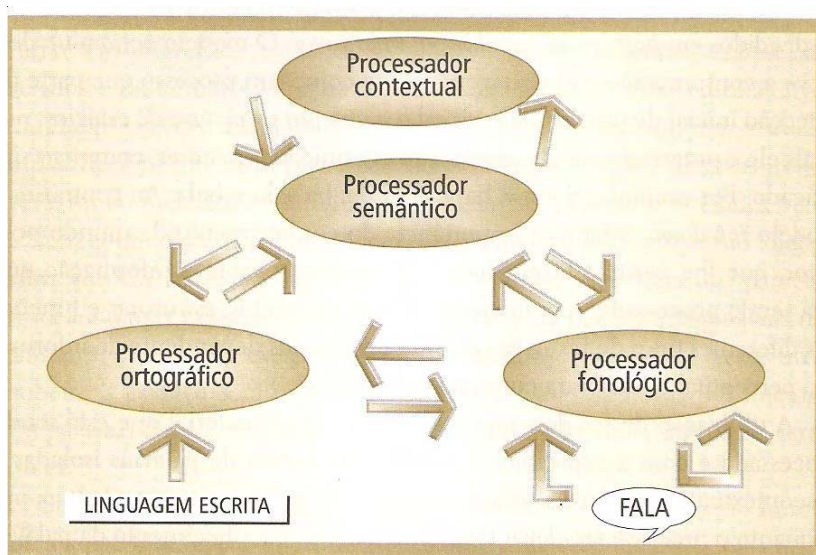 Processador
contextual
Processador
semântico
Processador
ortográfico
Processador
fonológico
LINGUAGEM ESCRITA
FALA